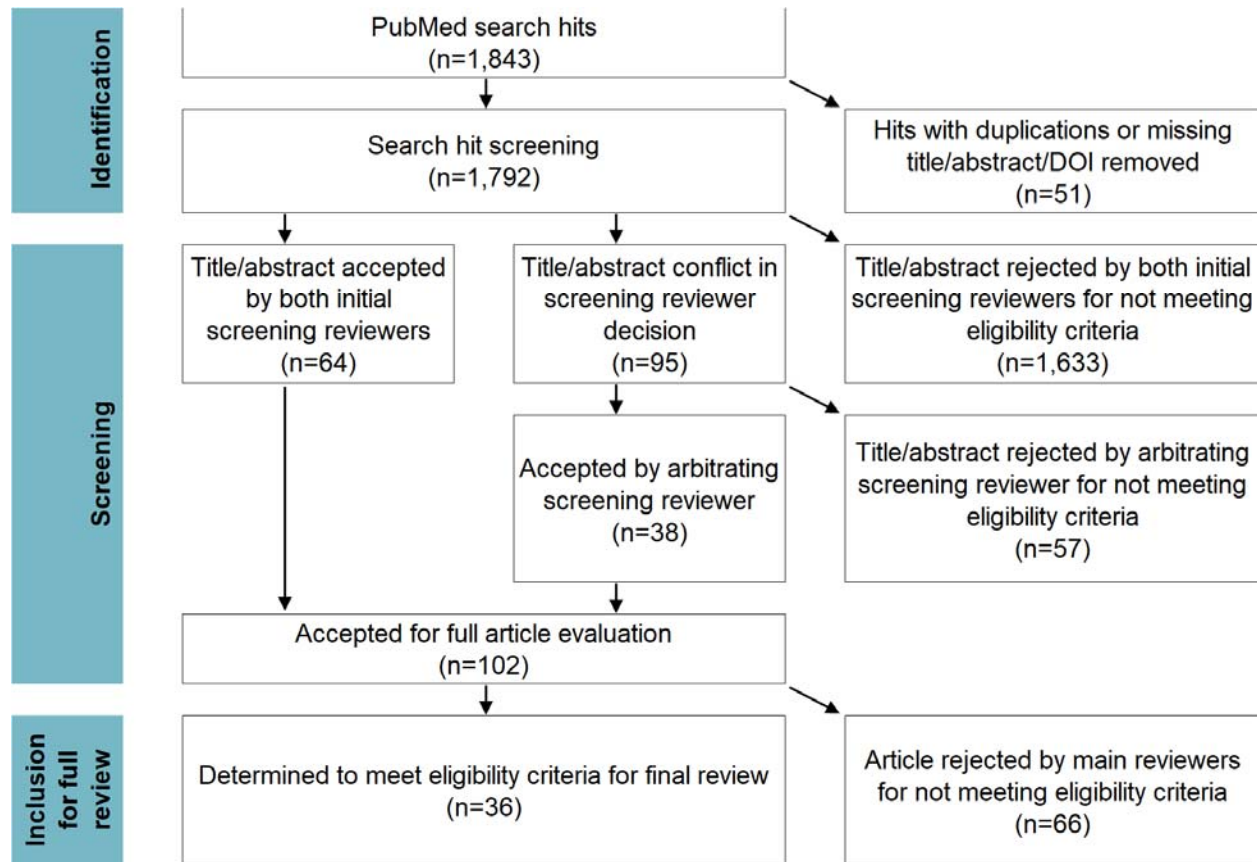 Identification
PubMed search hits
(n=1,843)
Search hit screening
(n=1,792)
Hits with duplications or missing
title/abstract/DOI removed
(n=51)
Screening
Title/abstract accepted
by both initial
screening reviewers
(n=64)
Title/abstract conflict in
screening reviewer
decision
(n=95)
Title/abstract rejected by both initial
screening reviewers for not meeting
eligibility criteria
(n=1,633)
Accepted by arbitrating
screening reviewer
(n=38)
Title/abstract rejected by arbitrating
screening reviewer for not meeting
eligibility criteria
(n=57)
Accepted for full article evaluation
(n=102)
Inclusion
for full
review
Determined to meet eligibility criteria for final review
(n=36)
Article rejected by main reviewers
for not meeting eligibility criteria
(n=66)